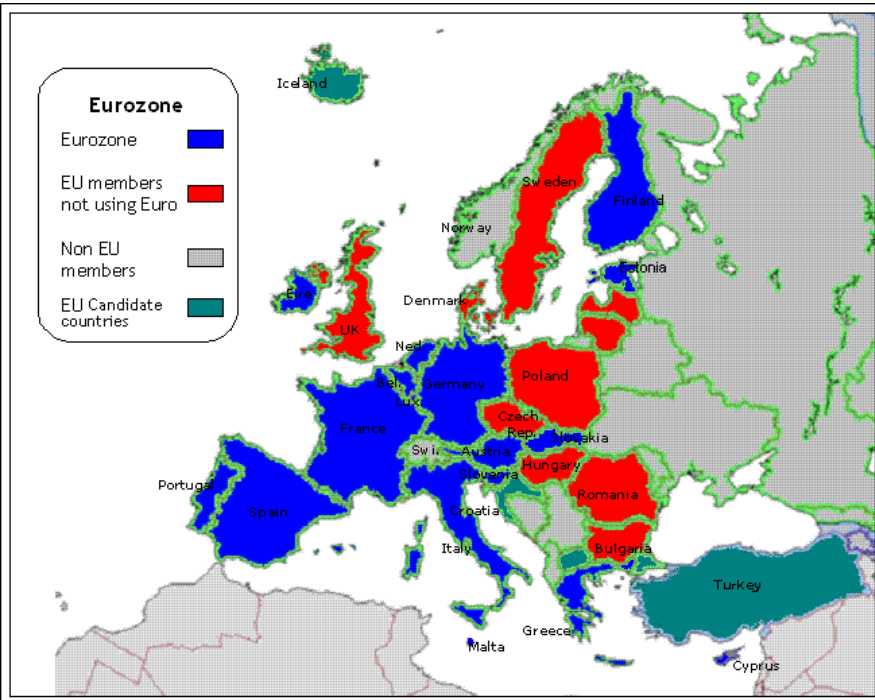 Eurozone
Eurozone
EU members
not using Euro
Non EU
members
EU Candidate
countries
Iceland
Sweden
Finland
Norway
Estonia
Eire
Denmark
UK
Ned.
Poland
Bel.
Germany
Lux.
Czech
Rep.
France
Slovakia
Swi.
Austria
Hungary
Slovenia
Portugal
Romania
Spain
Croatia
Italy
Bulgaria
Turkey
Greece
Malta
Cyprus